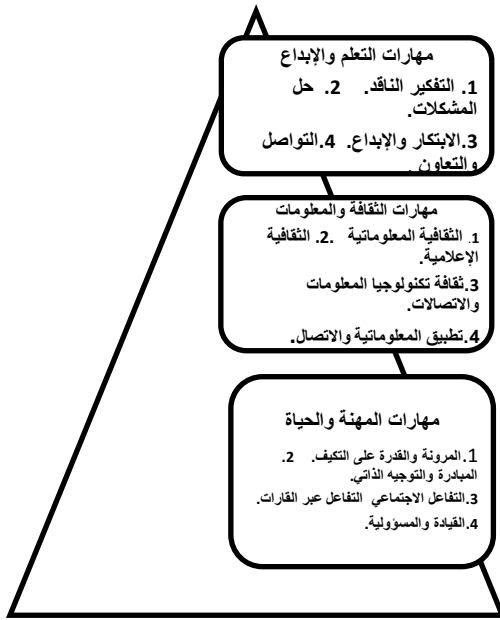 مهارات التعلم والإبداع
1. التفكير الناقد. 2. حل
المشكلات.
3.الابتكار والإبداع. 4.التواصل
والتعاون .
مهارات الثقافة والمعلومات
1. الثقافية المعلوماتية .2. الثقافية
الإعلامية.
3.ثقافة تكنولوجيا المعلومات
والاتصالات.
4.تطبيق المعلوماتية والاتصال.
مهارات المهنة والحياة
1.المرونة والقدرة على التكيف. 2.
المبادرة والتوجيه الذاتي.
3.التفاعل الاجتماعي التفاعل عبر القارات.
4.القيادة والمسؤولية.